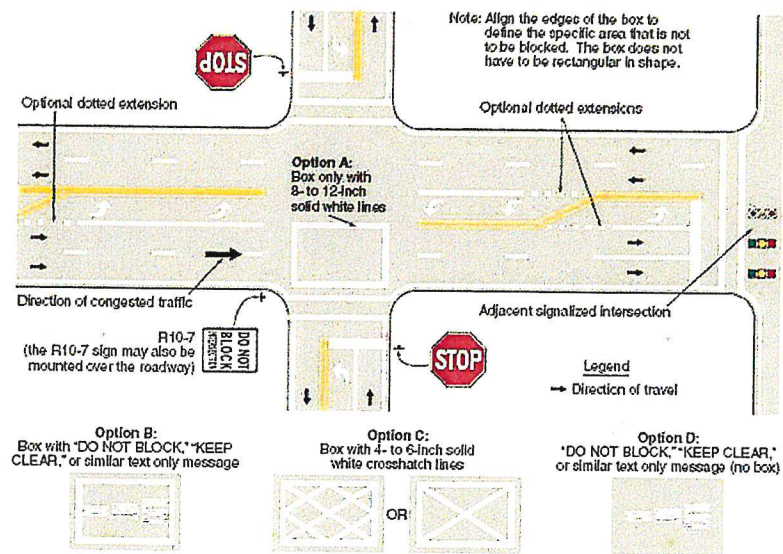 Note: Align the edges of the box to
define the specific area that is not
to be blocked. The box does not
have to be rectangular in shape.
STOP
Optional dotted extension
Optional dotted extensions
Option A:
Box only with
8- to 12-inch
solid white lines
Direction of congested traffic
Adjacent signalized intersection
R10-7
(the R10-7 sign may also be
mounted over the roadway)
DO NOT
BLOCK
INTERSECTION
STOP
Legend
Direction of travel
Option B:
Box with "DO NOT BLOCK," "KEEP
CLEAR," or similar text only message
Option C:
Box with 4- to 6-inch solid
white crosshatch lines
OR
Option D:
"DO NOT BLOCK," "KEEP CLEAR,"
or similar text only message (no box)